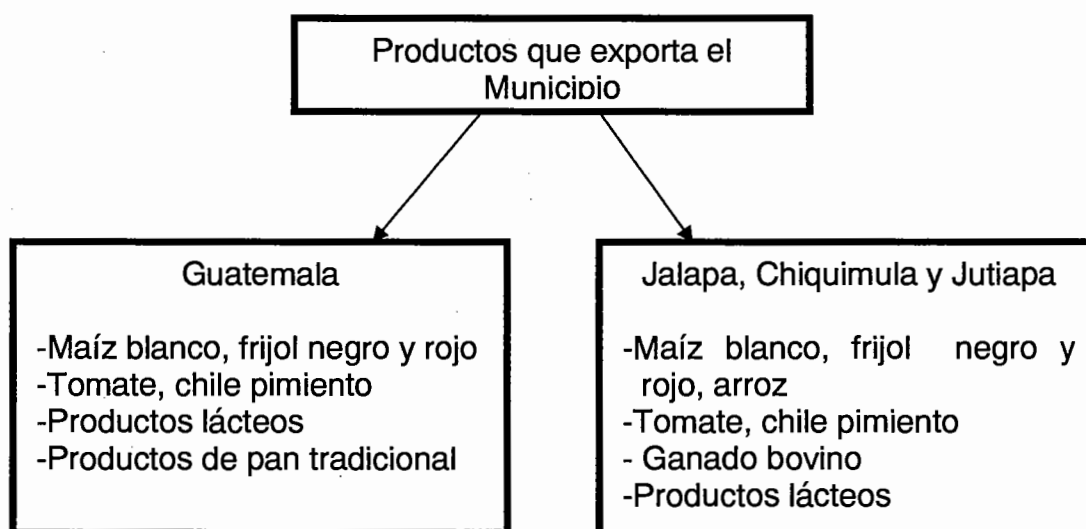 Productos que exporta el
Municipio
Guatemala
-Maíz blanco, frijol negro y rojo
-Tomate, chile pimiento
-Productos lácteos
-Productos de pan tradicional
Jalapa, Chiquimula y Jutiapa
-Maíz blanco, frijol negro y
rojo, arroz
-Tomate, chile pimiento
- Ganado bovino
-Productos lácteos